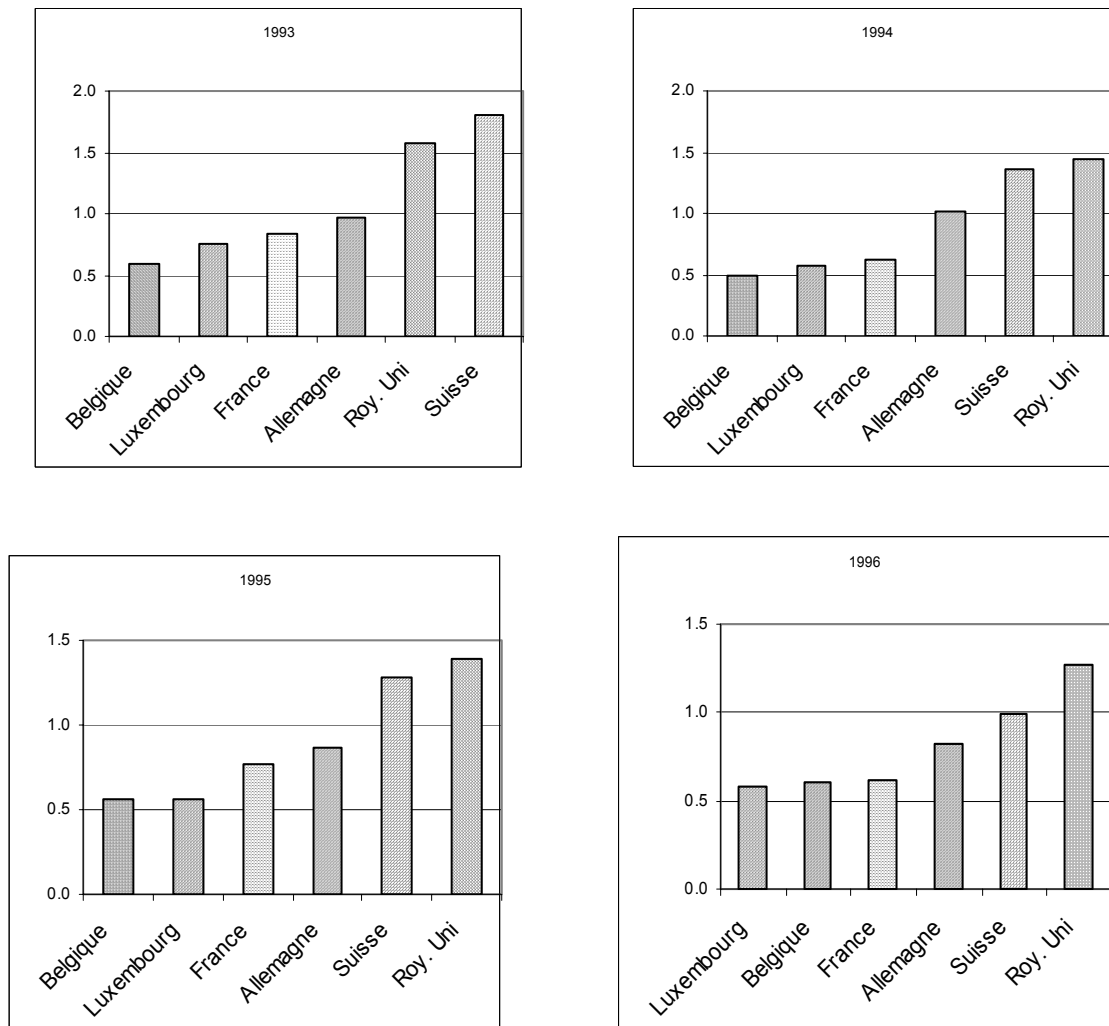 1993
2.0
1.5
1.0
0.5
0.0
Belgique
Luxembourg
France
Allemagne
Roy. Uni
Suisse
1994
2.0
1.5
1.0
0.5
0.0
Belgique
Luxembourg
France
Allemagne
Suisse
Roy. Uni
1995
1.5
1.0
0.5
0.0
Belgique
Luxembourg
France
Allemagne
Suisse
Roy. Uni
1996
1.5
1.0
0.5
0.0
Luxembourg
Belgique
France
Allemagne
Suisse
Roy. Uni